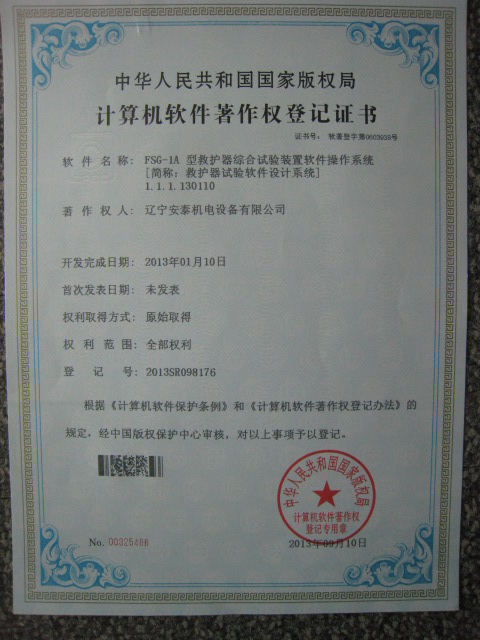 中华人民共和国国家版权局
计算机软件著作权登记证书
证书号： 软著登字第0603938号
软件名称： FSG-1A 型救护器综合试验装置软件操作系统
[简称：救护器试验软件设计系统]
1.1.1.130110
著作权人： 辽宁安泰机电设备有限公司
开发完成日期： 2013年01月10日
首次发表日期： 未发表
权利取得方式： 原始取得
权利范围： 全部权利
登记号： 2013SR098176
根据《计算机软件保护条例》和《计算机软件著作权登记办法》的
规定，经中国版权保护中心审核，对以上事项予以登记。
中华人民共和国国家版权局
计算机软件著作权
登记专用章
No. 00325486
2013年09月10日